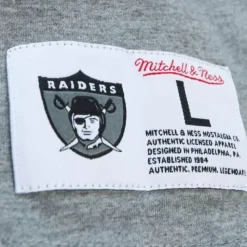 RAIDERS
Mitchell & Ness
L
MITCHELL & NESS NOSTALGIA CO.
AUTHENTIC LICENSED APPAREL
DESIGNED IN PHILADELPHIA, PA
ESTABLISHED 1904
AUTHENTIC. PREMIUM. LEGENDARY